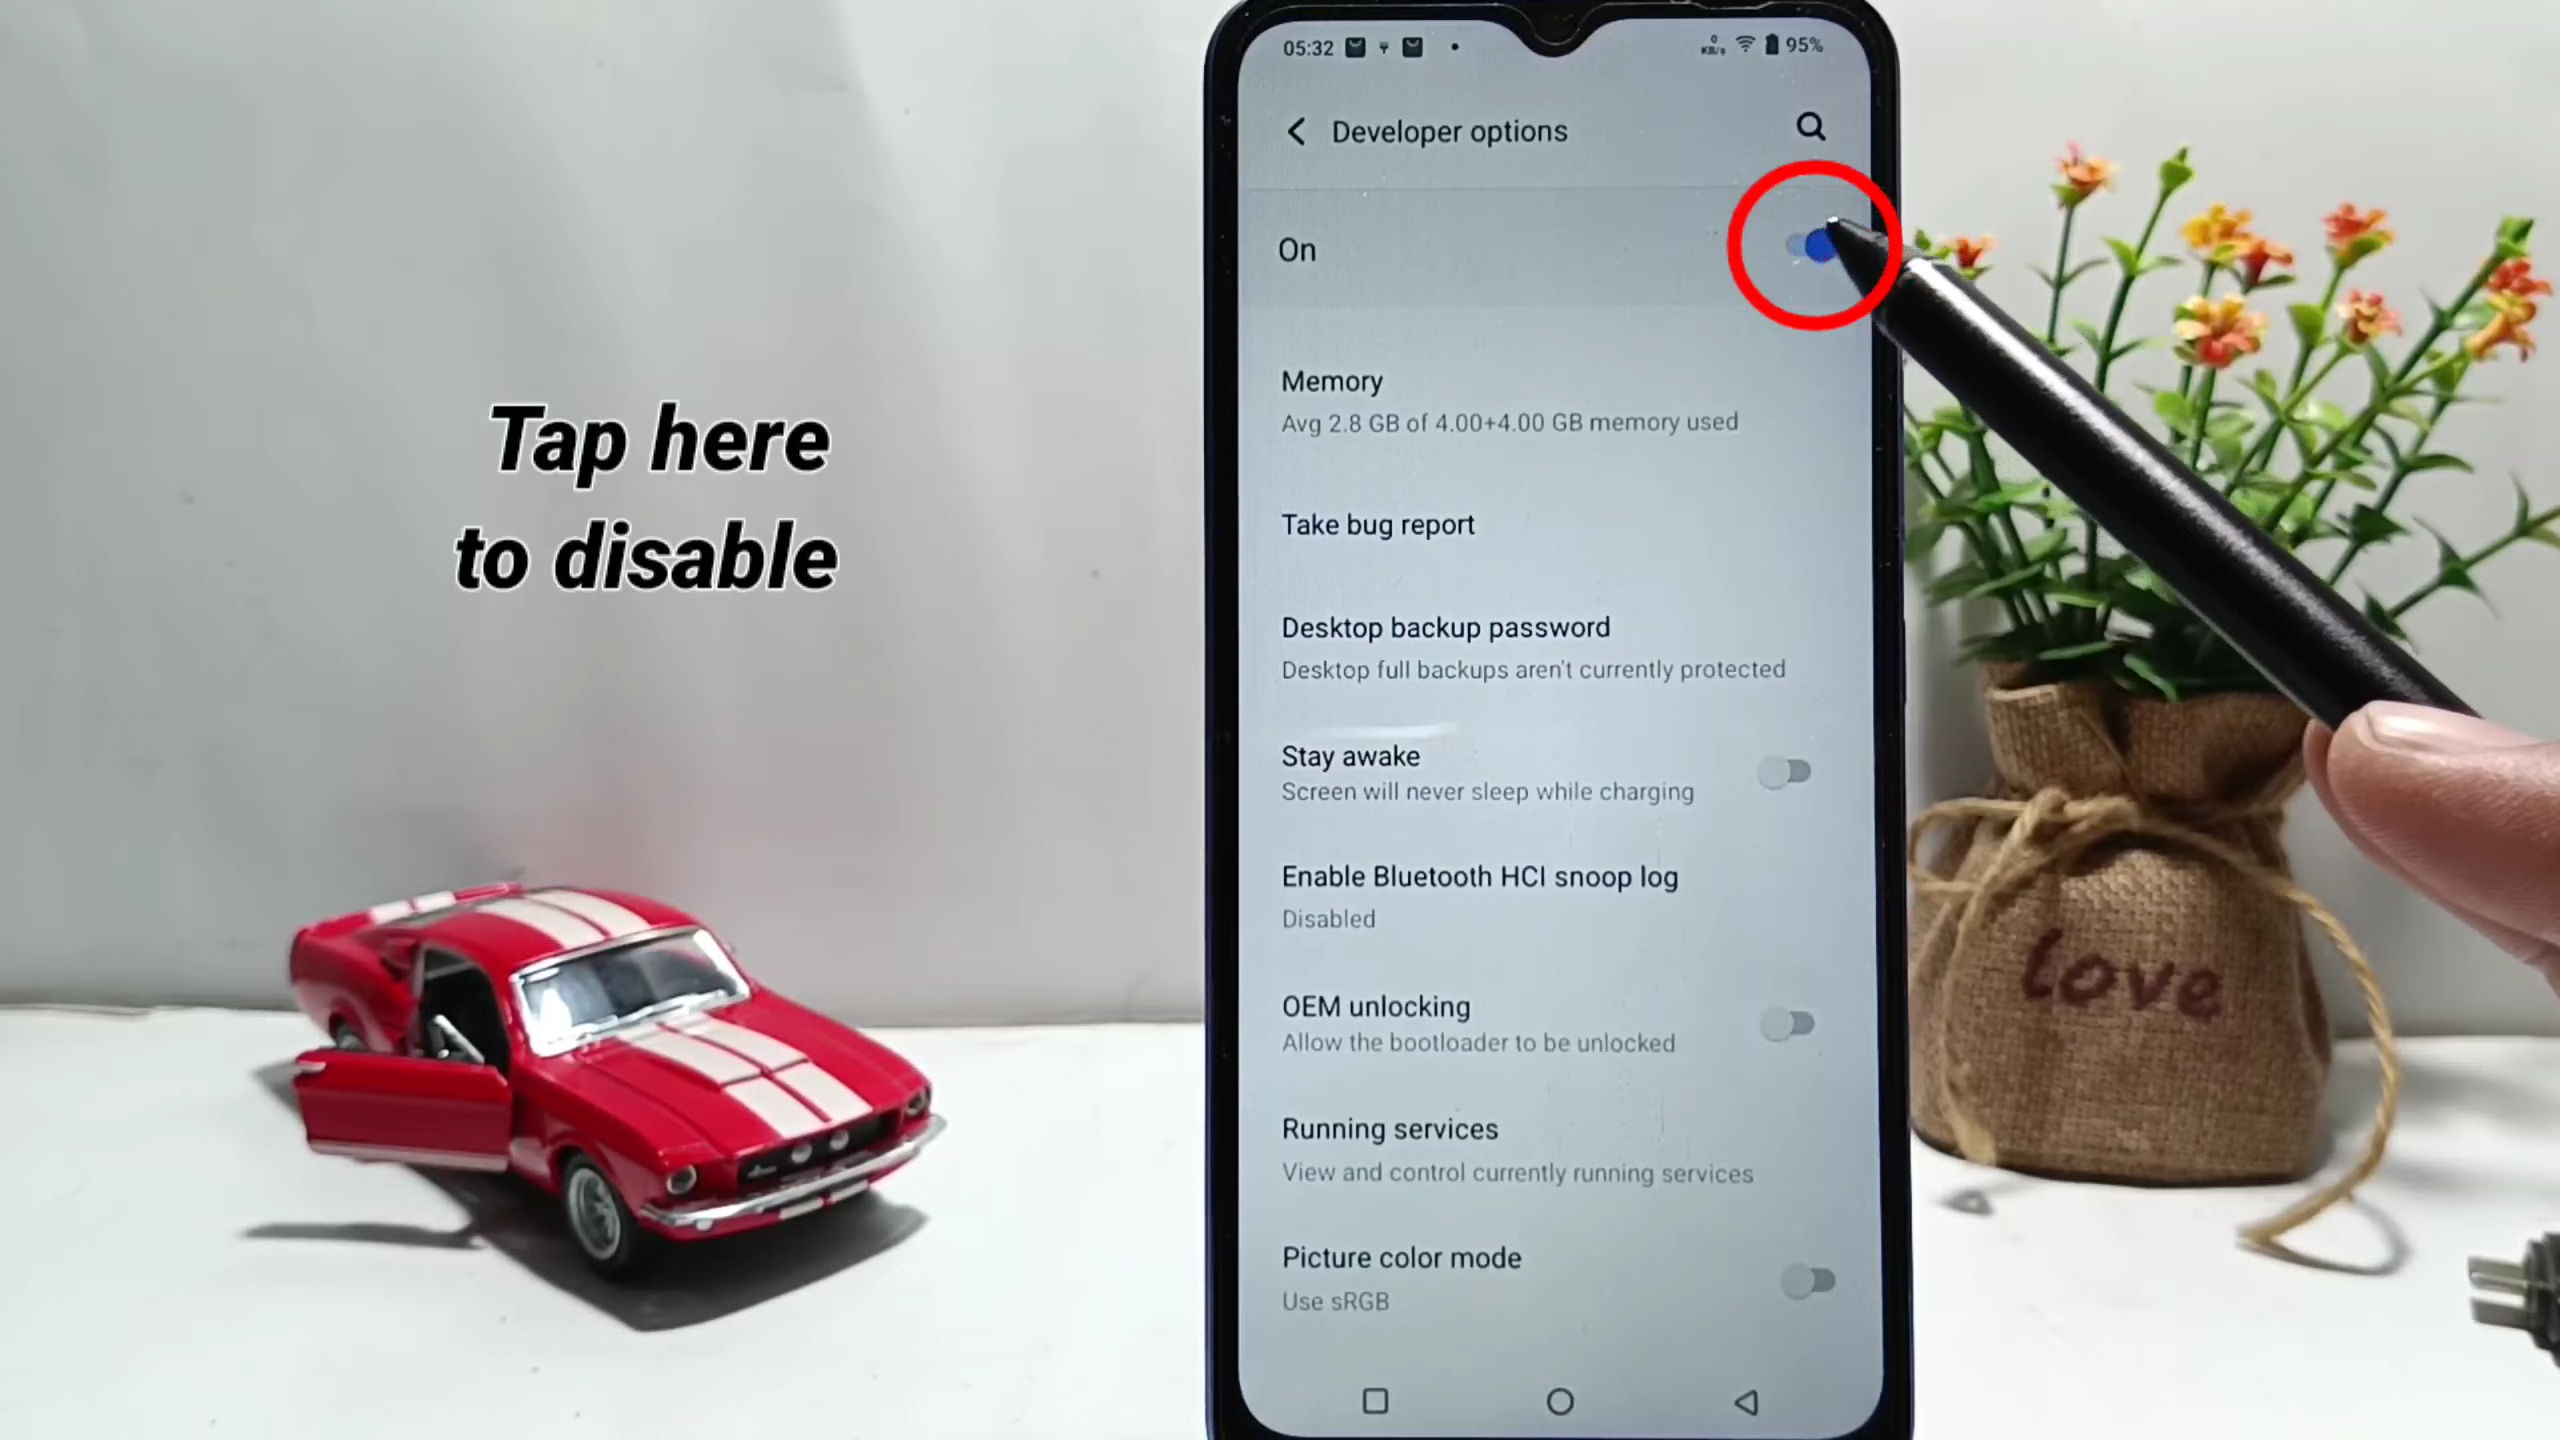 05:32
0
KB/s
95%
Developer options
On
Tap here
to disable
Memory
Avg 2.8 GB of 4.00+4.00 GB memory used
Take bug report
Desktop backup password
Desktop full backups aren't currently protected
Stay awake
Screen will never sleep while charging
Enable Bluetooth HCI snoop log
Disabled
OEM unlocking
Allow the bootloader to be unlocked
Running services
View and control currently running services
Picture color mode
Use sRGB
love